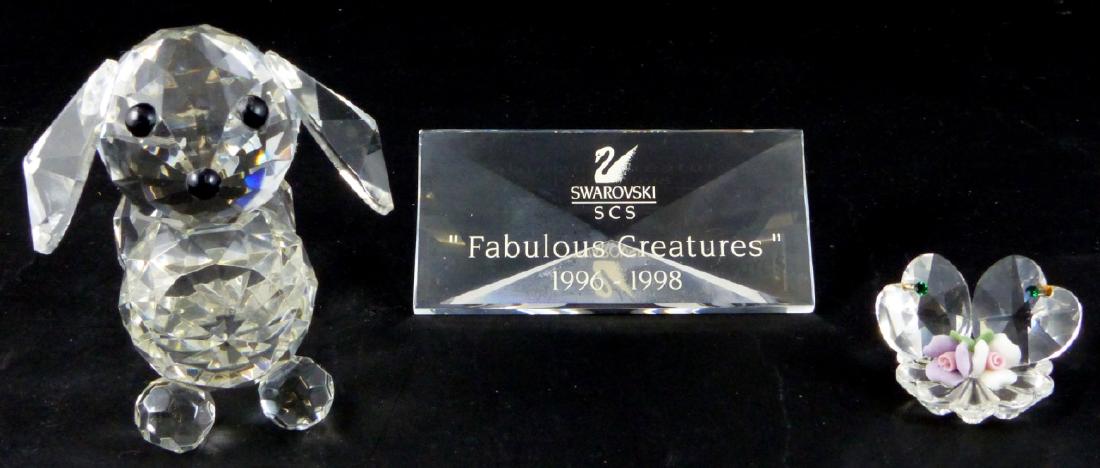 SWAROVSKI
SCS
"Fabulous Creatures"
1996 - 1998